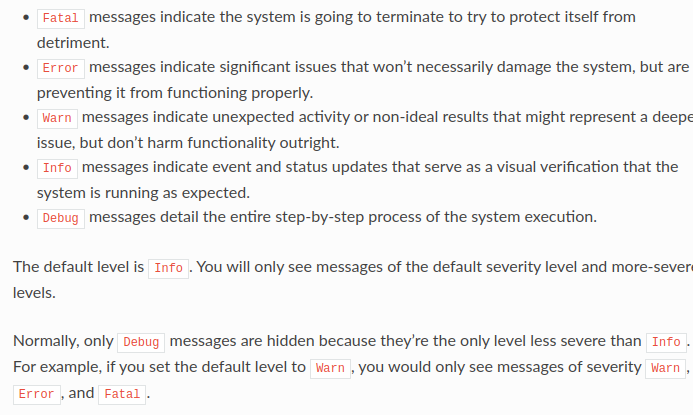 • Fatal messages indicate the system is going to terminate to try to protect itself from
detriment.
• Error messages indicate significant issues that won’t necessarily damage the system, but are
preventing it from functioning properly.
• Warn messages indicate unexpected activity or non-ideal results that might represent a deepe
issue, but don’t harm functionality outright.
• Info messages indicate event and status updates that serve as a visual verification that the
system is running as expected.
• Debug messages detail the entire step-by-step process of the system execution.
The default level is Info. You will only see messages of the default severity level and more-severe
levels.
Normally, only Debug messages are hidden because they’re the only level less severe than Info.
For example, if you set the default level to Warn, you would only see messages of severity Warn,
Error, and Fatal.